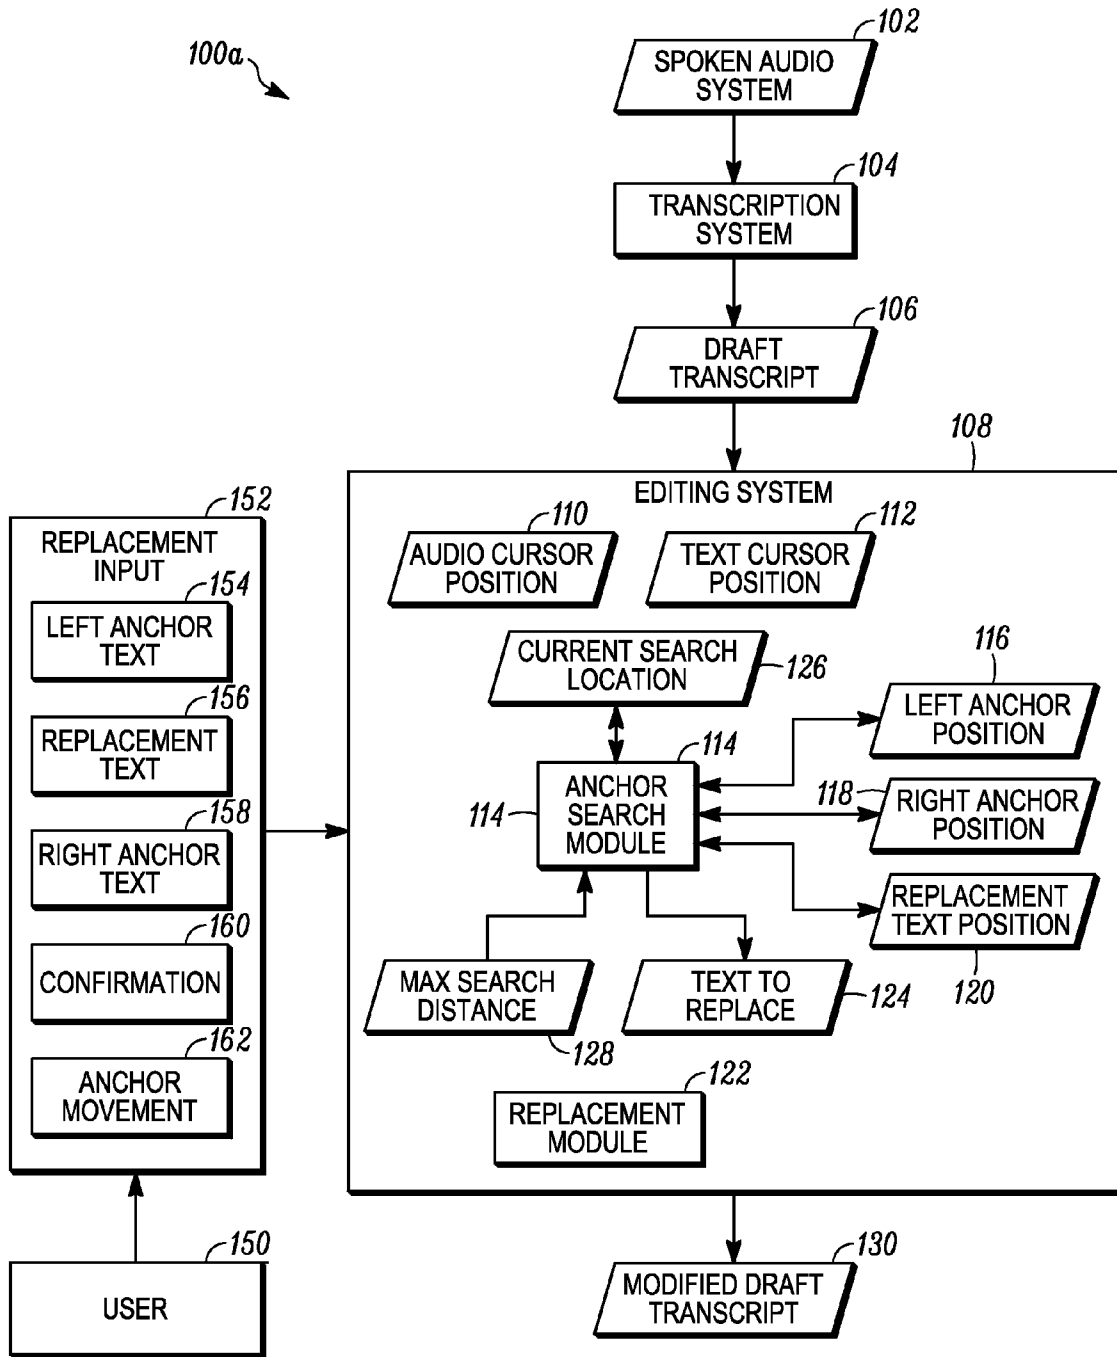 100a
102
SPOKEN AUDIO
SYSTEM
104
TRANSCRIPTION
SYSTEM
106
DRAFT
TRANSCRIPT
108
EDITING SYSTEM
110
AUDIO CURSOR
POSITION
112
TEXT CURSOR
POSITION
CURRENT SEARCH
LOCATION
126
116
LEFT ANCHOR
POSITION
114
114
ANCHOR
SEARCH
MODULE
118
RIGHT ANCHOR
POSITION
REPLACEMENT
TEXT POSITION
120
MAX SEARCH
DISTANCE
128
TEXT TO
REPLACE
124
122
REPLACEMENT
MODULE
152
REPLACEMENT
INPUT
154
LEFT ANCHOR
TEXT
156
REPLACEMENT
TEXT
158
RIGHT ANCHOR
TEXT
160
CONFIRMATION
162
ANCHOR
MOVEMENT
150
USER
130
MODIFIED DRAFT
TRANSCRIPT